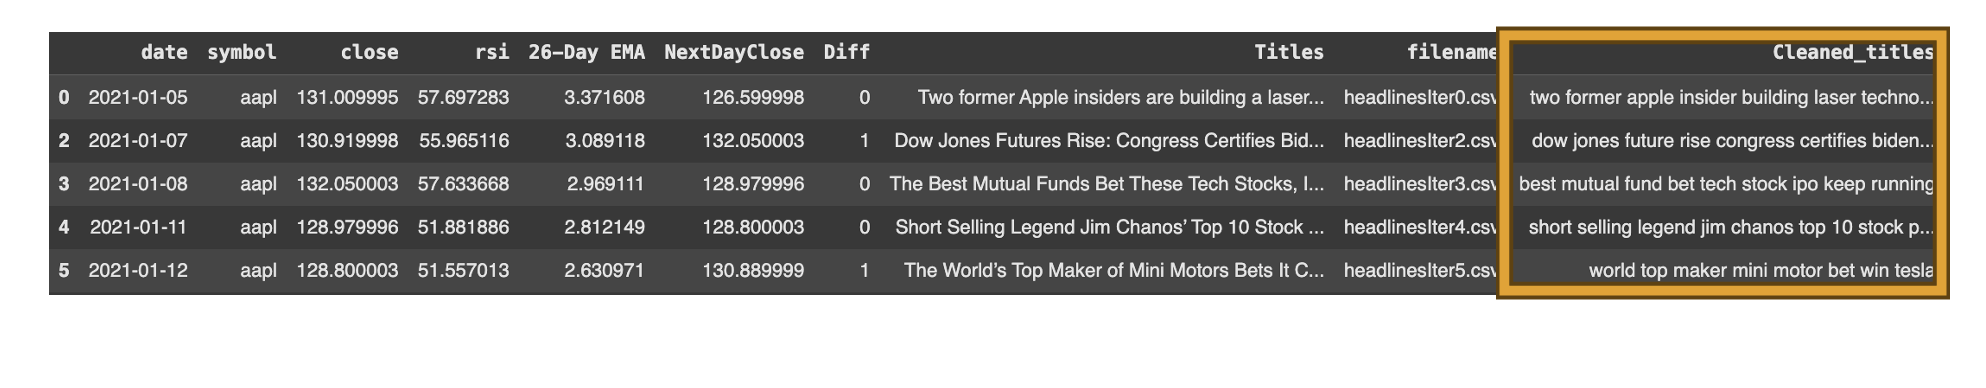 date symbol close rsi 26-Day EMA NextDayClose Diff Titles filename Cleaned_titles
0 2021-01-05 aapl 131.009995 57.697283 3.371608 126.599998 0 Two former Apple insiders are building a laser... headlinesIter0.csv two former apple insider building laser techno...
2 2021-01-07 aapl 130.919998 55.965116 3.089118 132.050003 1 Dow Jones Futures Rise: Congress Certifies Bid... headlinesIter2.csv dow jones future rise congress certifies biden...
3 2021-01-08 aapl 132.050003 57.633668 2.969111 128.979996 0 The Best Mutual Funds Bet These Tech Stocks, I... headlinesIter3.csv best mutual fund bet tech stock ipo keep running
4 2021-01-11 aapl 128.979996 51.881886 2.812149 128.800003 0 Short Selling Legend Jim Chanos’ Top 10 Stock ... headlinesIter4.csv short selling legend jim chanos top 10 stock p...
5 2021-01-12 aapl 128.800003 51.557013 2.630971 130.889999 1 The World’s Top Maker of Mini Motors Bets It C... headlinesIter5.csv world top maker mini motor bet win tesla